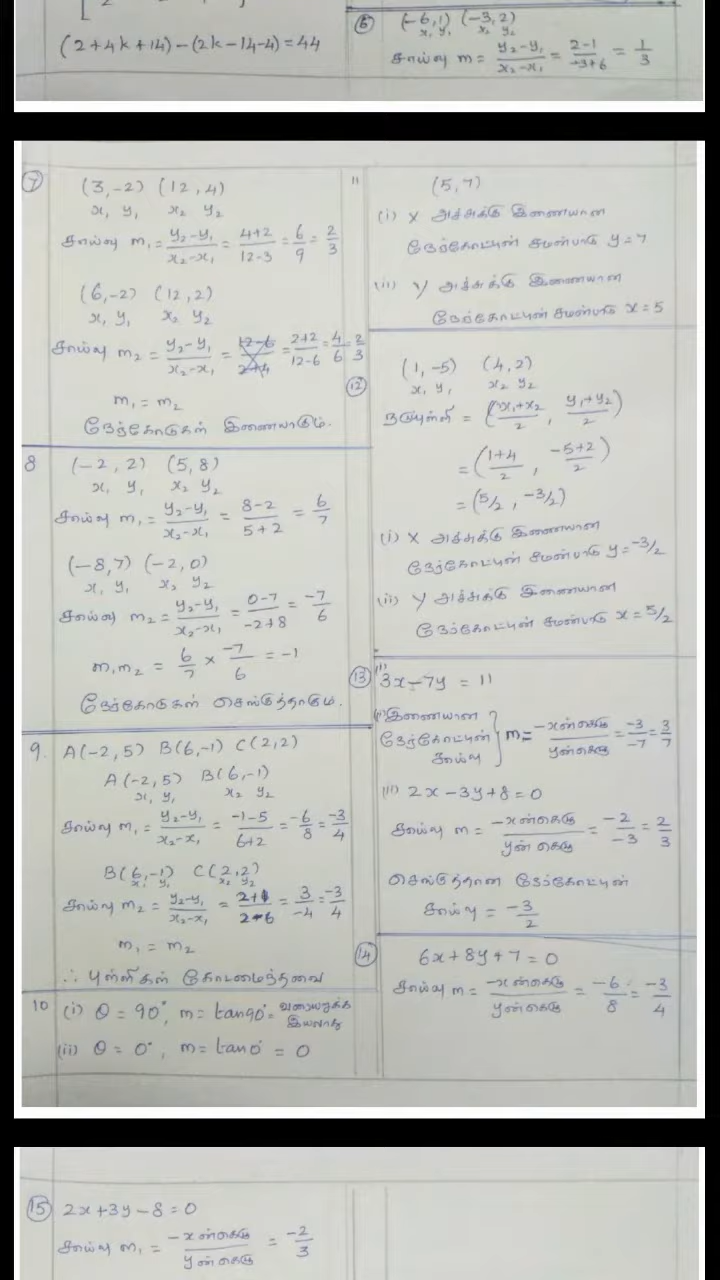 (2+4k+14)-(2k-14-4)=44
⑥ (-6,1) (-3,2)
x₁ y₁ x₂ y₂
சாய்வு m = y₂-y₁/x₂-x₁ = 2-1/-3+6 = 1/3
⑦ (3,-2) (12,4)
x₁ y₁ x₂ y₂
சாய்வு m₁ = y₂-y₁/x₂-x₁ = 4+2/12-3 = 6/9 = 2/3
(6,-2) (12,2)
x₁ y₁ x₂ y₂
சாய்வு m₂ = y₂-y₁/x₂-x₁ = 2+2/12-6 = 4/6 = 2/3
m₁ = m₂
நேர்கோடுகள் இணையாகும்.
8 (-2, 2) (5, 8)
x₁ y₁ x₂ y₂
சாய்வு m₁ = y₂-y₁/x₂-x₁ = 8-2/5+2 = 6/7
(-8,7) (-2,0)
x₁ y₁ x₂ y₂
சாய்வு m₂ = y₂-y₁/x₂-x₁ = 0-7/-2+8 = -7/6
m₁m₂ = 6/7 × -7/6 = -1
நேர்கோடுகள் செங்குத்தாகும்.
9. A(-2,5) B(6,-1) C(2,2)
A(-2,5) B(6,-1)
x₁ y₁ x₂ y₂
சாய்வு m₁ = y₂-y₁/x₂-x₁ = -1-5/6+2 = -6/8 = -3/4
B(6,-1) C(2,2)
x₁ y₁ x₂ y₂
சாய்வு m₂ = y₂-y₁/x₂-x₁ = 2+1/2-6 = 3/-4 = -3/4
m₁ = m₂
∴ புள்ளிகள் கோடமைந்தவை
10 (i) θ = 90°, m = tan90° = வரையறுக்க இயலாது
(ii) θ = 0°, m = tan0° = 0
11 (5,7)
(i) X அச்சுக்கு இணையான
நேர்கோட்டின் சமன்பாடு y = 7
(ii) Y அச்சுக்கு இணையான
நேர்கோட்டின் சமன்பாடு x = 5
⑫ (1,-5) (4,2)
x₁ y₁ x₂ y₂
நடுபுள்ளி = (x₁+x₂/2, y₁+y₂/2)
= (1+4/2, -5+2/2)
= (5/2, -3/2)
(i) X அச்சுக்கு இணையான
நேர்கோட்டின் சமன்பாடு y = -3/2
(ii) Y அச்சுக்கு இணையான
நேர்கோட்டின் சமன்பாடு x = 5/2
⑬ (i) 3x-7y = 11
இணையான
நேர்கோட்டின் } m = -xன்கெழு/yன்கெழு = -3/-7 = 3/7
சாய்வு
(ii) 2x-3y+8=0
சாய்வு m = -xன்கெழு/yன்கெழு = -2/-3 = 2/3
செங்குத்தான நேர்கோட்டின்
சாய்வு = -3/2
⑭ 6x+8y+7=0
சாய்வு m = -xன்கெழு/yன்கெழு = -6/8 = -3/4
⑮ 2x+3y-8=0
சாய்வு m₁ = -xன்கெழு/yன்கெழு = -2/3